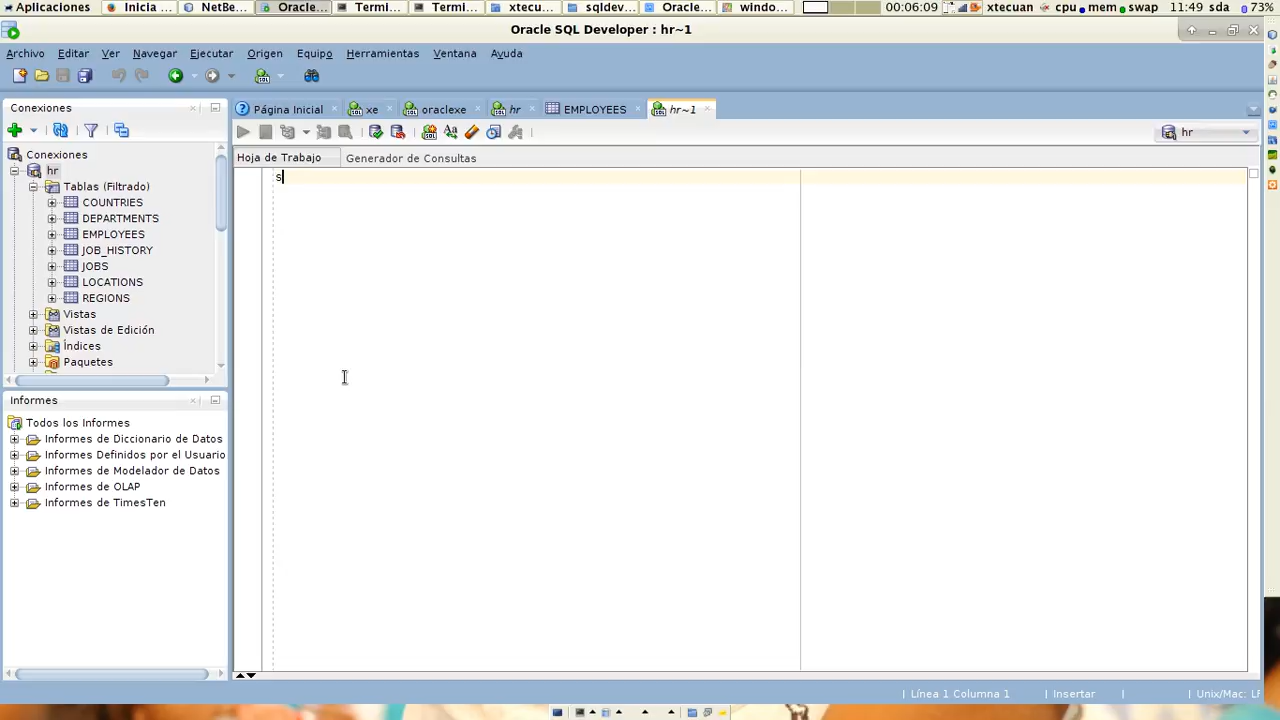 Aplicaciones Inicia ... NetBe... Oracle... Termi... Termi... xtecu... sqldev... Oracle... windo... 00:06:09 11:49 xtecuan cpu mem swap sda 73%
Oracle SQL Developer : hr~1
Archivo Editar Ver Navegar Ejecutar Origen Equipo Herramientas Ventana Ayuda
Conexiones
Página Inicial xe oraclexe hr EMPLOYEES hr~1
hr
Hoja de Trabajo Generador de Consultas
s
Conexiones
hr
Tablas (Filtrado)
COUNTRIES
DEPARTMENTS
EMPLOYEES
JOB_HISTORY
JOBS
LOCATIONS
REGIONS
Vistas
Vistas de Edición
Índices
Paquetes
Informes
Todos los Informes
Informes de Diccionario de Datos
Informes Definidos por el Usuario
Informes de Modelador de Datos
Informes de OLAP
Informes de TimesTen
Línea 1 Columna 1 Insertar Unix/Mac: LF